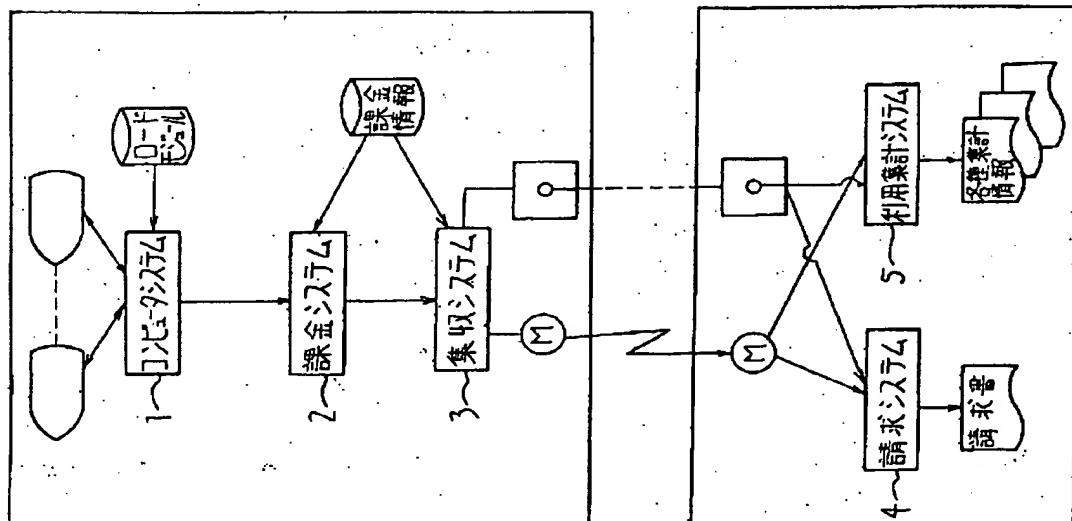 ロード
モジュール
コンピュータシステム
1
課金システム
2
課金
情報
集収システム
3
M
M
請求システム
4
請求書
利用集計システム
5
各種集計
情報